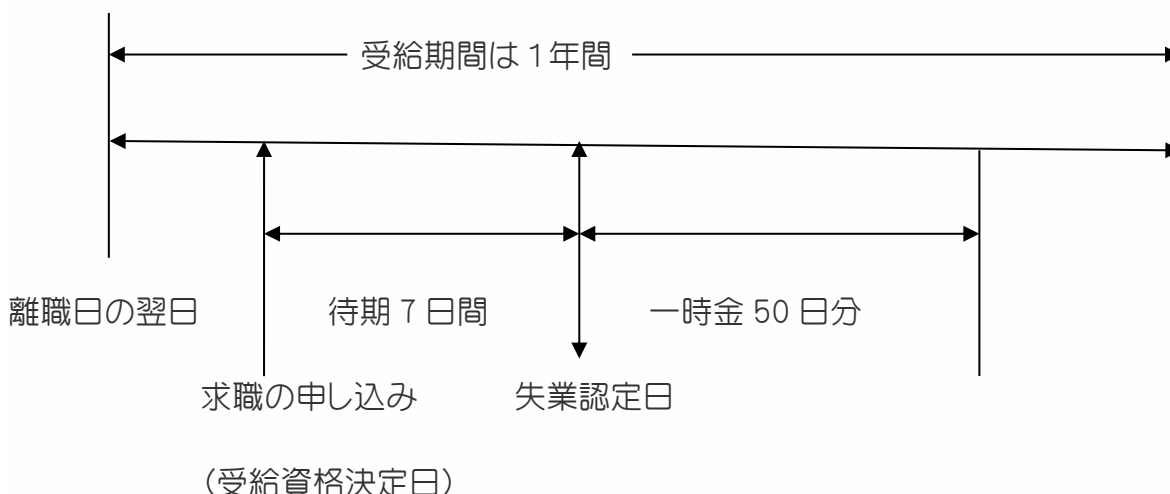 受給期間は1年間
離職日の翌日
待期7日間
一時金50日分
求職の申し込み
失業認定日
(受給資格決定日)